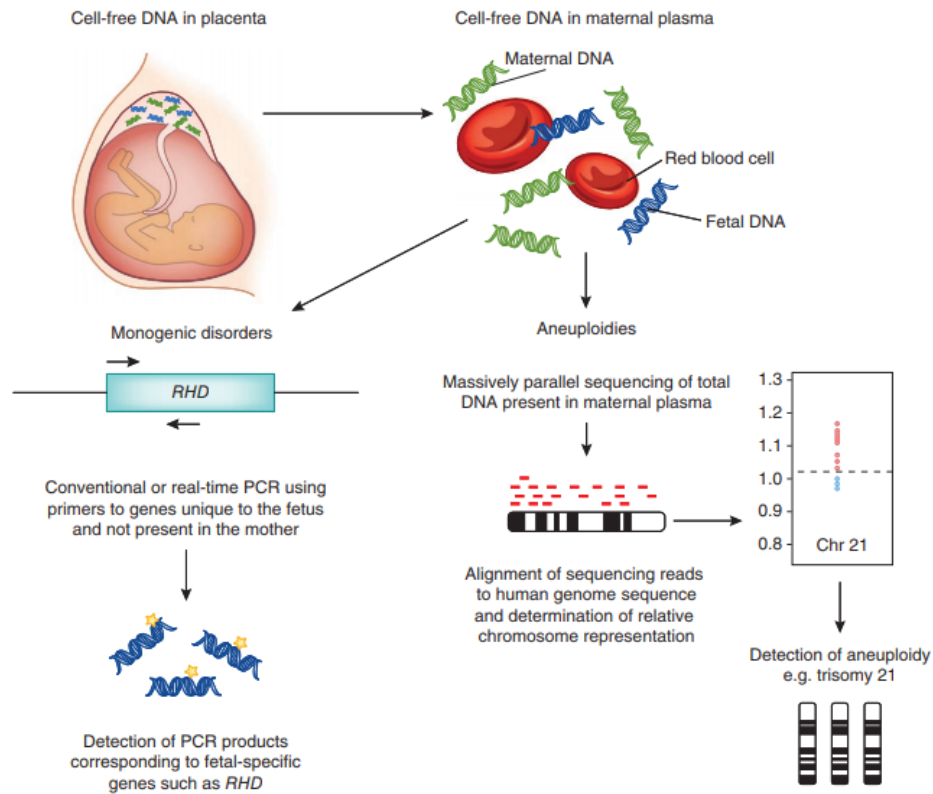 Cell-free DNA in placenta
Cell-free DNA in maternal plasma
Maternal DNA
Red blood cell
Fetal DNA
Monogenic disorders
RHD
Conventional or real-time PCR using
primers to genes unique to the fetus
and not present in the mother
Detection of PCR products
corresponding to fetal-specific
genes such as RHD
Aneuploidies
Massively parallel sequencing of total
DNA present in maternal plasma
Alignment of sequencing reads
to human genome sequence
and determination of relative
chromosome representation
1.3
1.2
1.1
1.0
0.9
0.8
Chr 21
Detection of aneuploidy
e.g. trisomy 21